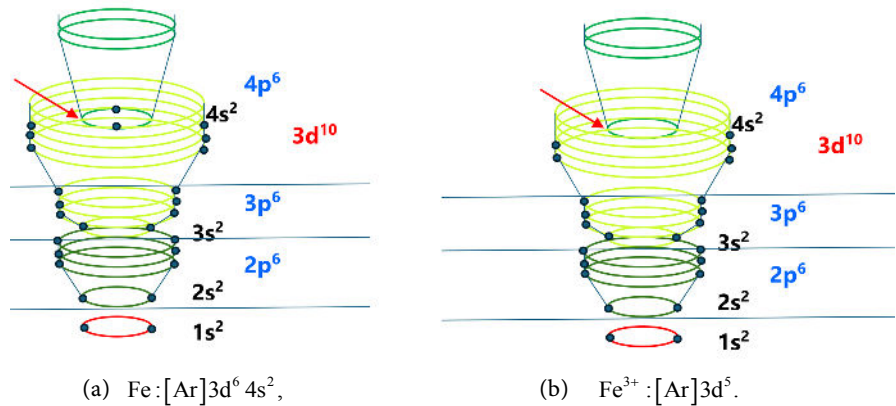 4p⁶
4s²
3d¹⁰
3p⁶
3s²
2p⁶
2s²
1s²
(a) Fe:[Ar]3d⁶ 4s²,
4p⁶
4s²
3d¹⁰
3p⁶
3s²
2p⁶
2s²
1s²
(b) Fe³⁺:[Ar]3d⁵.